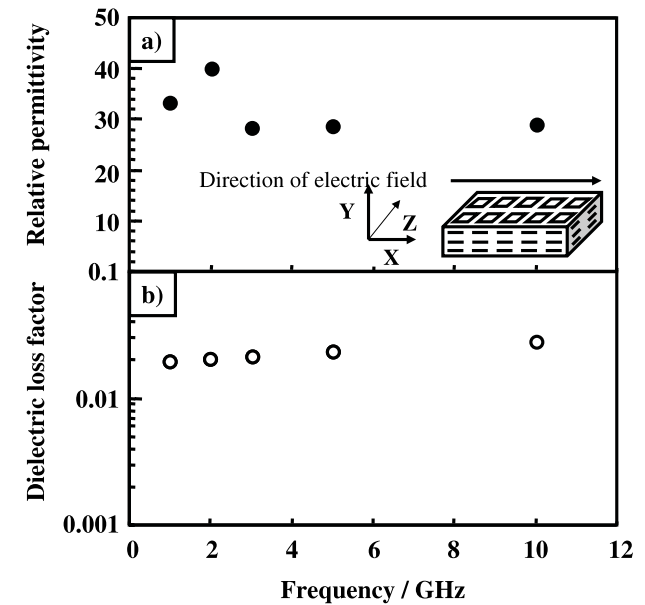 50
a)
40
30
20
10
0.1
Relative permittivity
Direction of electric field
Y
Z
X
b)
0.01
0.001
Dielectric loss factor
0 2 4 6 8 10 12
Frequency / GHz